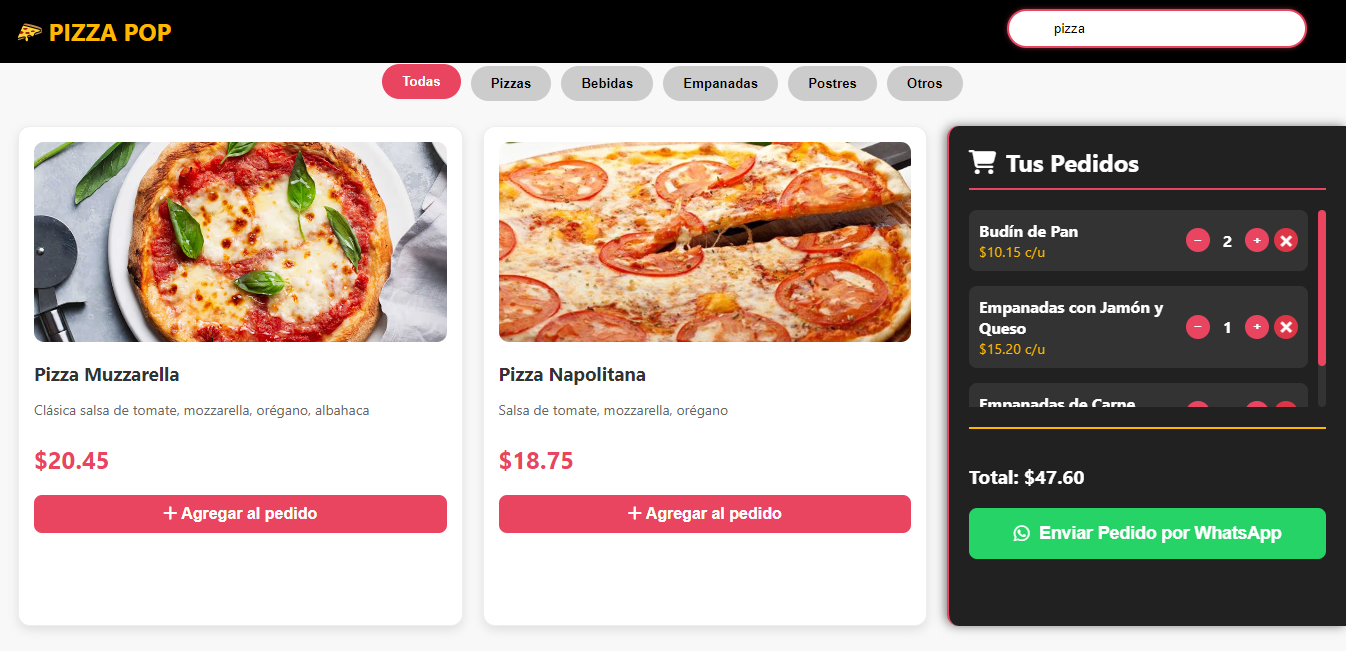 PIZZA POP
pizza
Todas
Pizzas
Bebidas
Empanadas
Postres
Otros
Pizza Muzzarella
Clásica salsa de tomate, mozzarella, orégano, albahaca
$20.45
+ Agregar al pedido
Pizza Napolitana
Salsa de tomate, mozzarella, orégano
$18.75
+ Agregar al pedido
Tus Pedidos
Budín de Pan
$10.15 c/u
− 2 +
Empanadas con Jamón y
Queso
$15.20 c/u
− 1 +
Empanadas de Carne
Total: $47.60
Enviar Pedido por WhatsApp